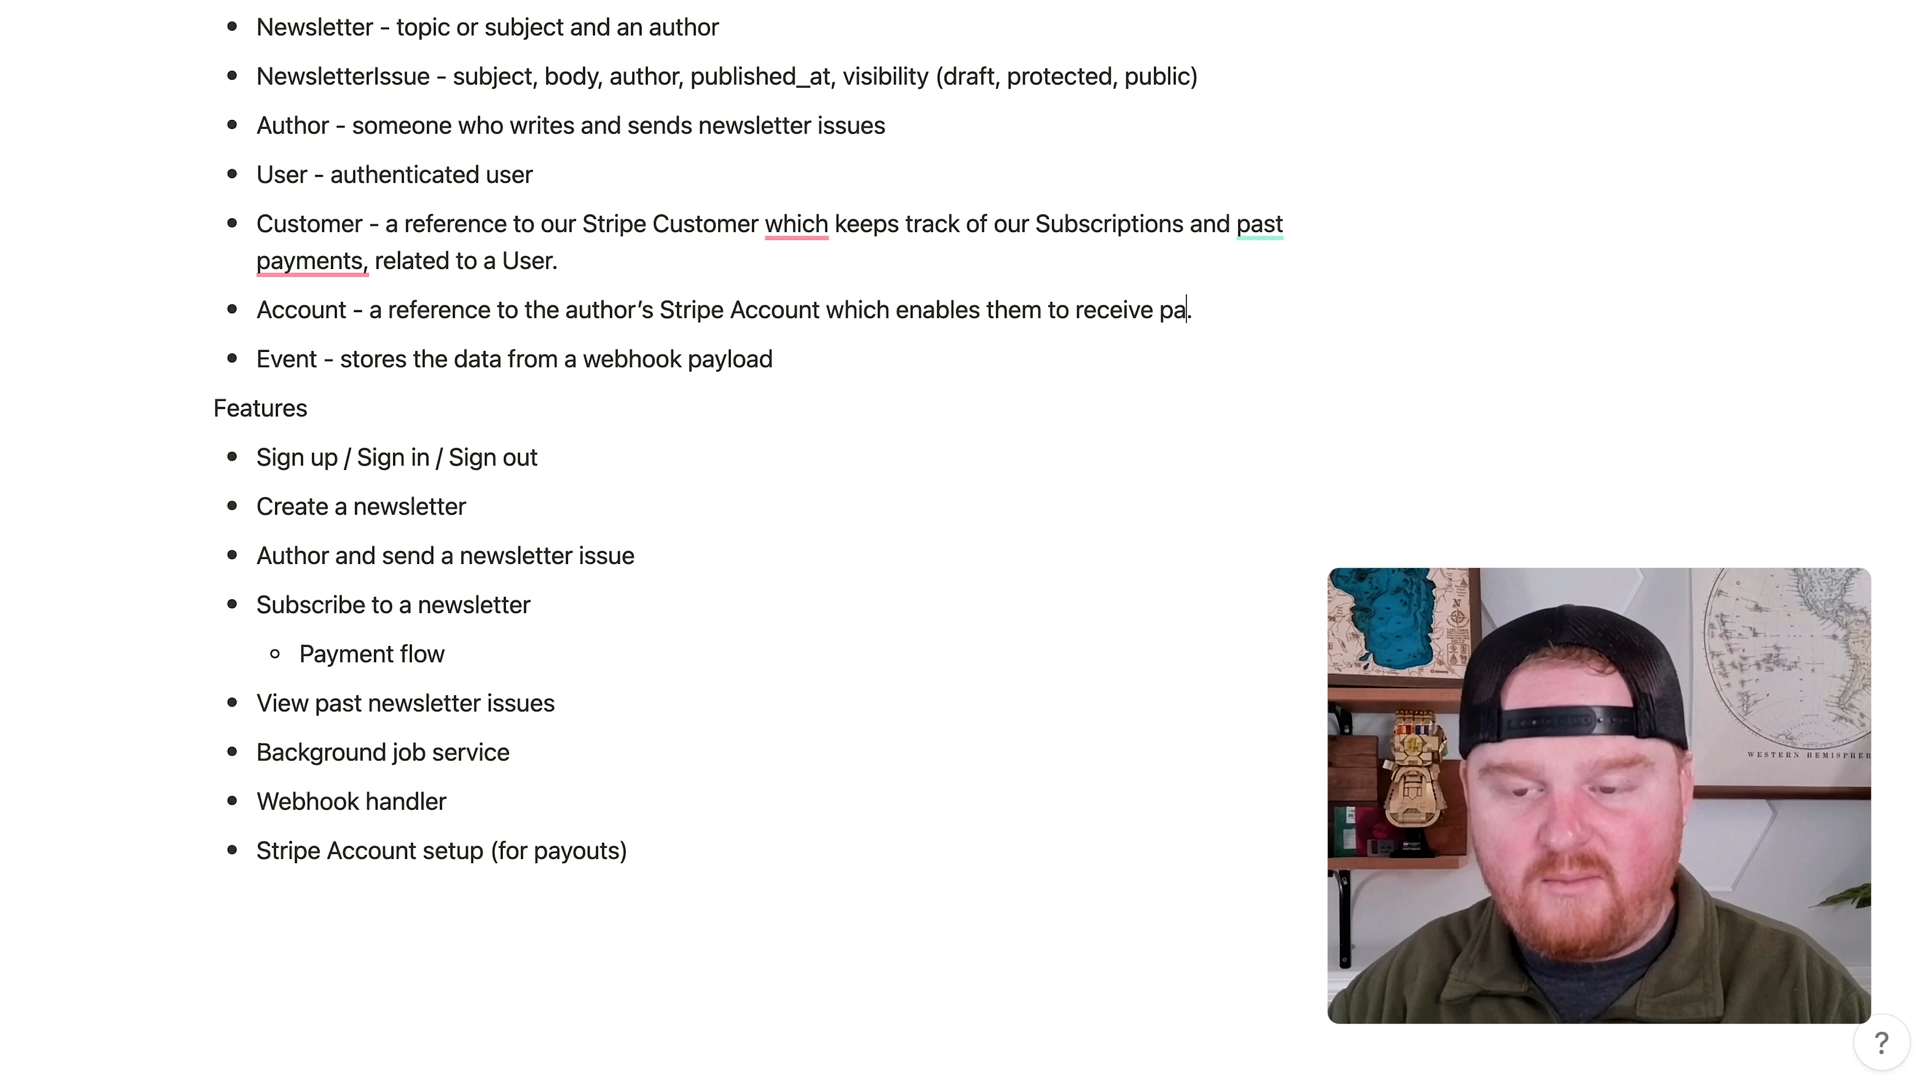 Newsletter - topic or subject and an author
NewsletterIssue - subject, body, author, published_at, visibility (draft, protected, public)
Author - someone who writes and sends newsletter issues
User - authenticated user
Customer - a reference to our Stripe Customer which keeps track of our Subscriptions and past
payments, related to a User.
Account - a reference to the author’s Stripe Account which enables them to receive pa.
Event - stores the data from a webhook payload
Features
Sign up / Sign in / Sign out
Create a newsletter
Author and send a newsletter issue
Subscribe to a newsletter
Payment flow
View past newsletter issues
Background job service
Webhook handler
Stripe Account setup (for payouts)
WESTERN HEMISPHER
?